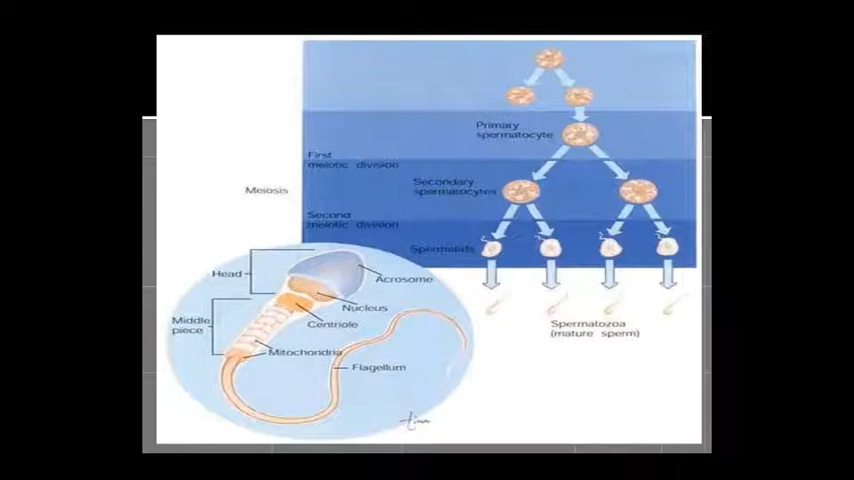 Primary
spermatocyte
First
meiotic division
Meiosis
Secondary
spermatocytes
Second
meiotic division
Spermatids
Head
Acrosome
Nucleus
Middle
piece
Centriole
Spermatozoa
(mature sperm)
Mitochondria
Flagellum